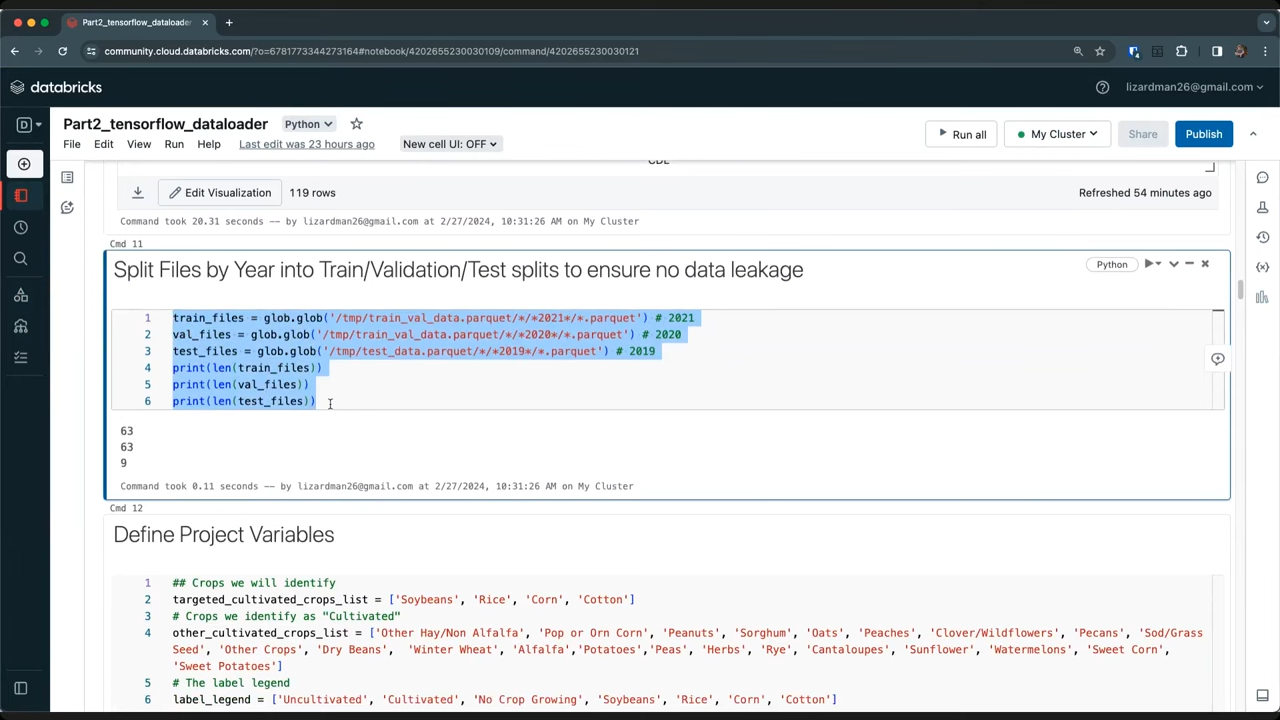 Part2_tensorflow_dataloader
community.cloud.databricks.com/?o=6781773344273164#notebook/4202655230030109/command/4202655230030121
databricks
lizardman26@gmail.com
D
Part2_tensorflow_dataloader
Python
Run all
My Cluster
Share
Publish
File
Edit
View
Run
Help
Last edit was 23 hours ago
New cell UI: OFF
CDL
Edit Visualization
119 rows
Refreshed 54 minutes ago
Command took 20.31 seconds -- by lizardman26@gmail.com at 2/27/2024, 10:31:26 AM on My Cluster
Cmd 11
Split Files by Year into Train/Validation/Test splits to ensure no data leakage
Python
1 train_files = glob.glob('/tmp/train_val_data.parquet/*/*2021*/*.parquet') # 2021
2 val_files = glob.glob('/tmp/train_val_data.parquet/*/*2020*/*.parquet') # 2020
3 test_files = glob.glob('/tmp/test_data.parquet/*/*2019*/*.parquet') # 2019
4 print(len(train_files))
5 print(len(val_files))
6 print(len(test_files))
63
63
9
Command took 0.11 seconds -- by lizardman26@gmail.com at 2/27/2024, 10:31:26 AM on My Cluster
Cmd 12
Define Project Variables
1 ## Crops we will identify
2 targeted_cultivated_crops_list = ['Soybeans', 'Rice', 'Corn', 'Cotton']
3 # Crops we identify as "Cultivated"
4 other_cultivated_crops_list = ['Other Hay/Non Alfalfa', 'Pop or Orn Corn', 'Peanuts', 'Sorghum', 'Oats', 'Peaches', 'Clover/Wildflowers', 'Pecans', 'Sod/Grass
Seed', 'Other Crops', 'Dry Beans', 'Winter Wheat', 'Alfalfa','Potatoes','Peas', 'Herbs', 'Rye', 'Cantaloupes', 'Sunflower', 'Watermelons', 'Sweet Corn',
'Sweet Potatoes']
5 # The label legend
6 label_legend = ['Uncultivated', 'Cultivated', 'No Crop Growing', 'Soybeans', 'Rice', 'Corn', 'Cotton']